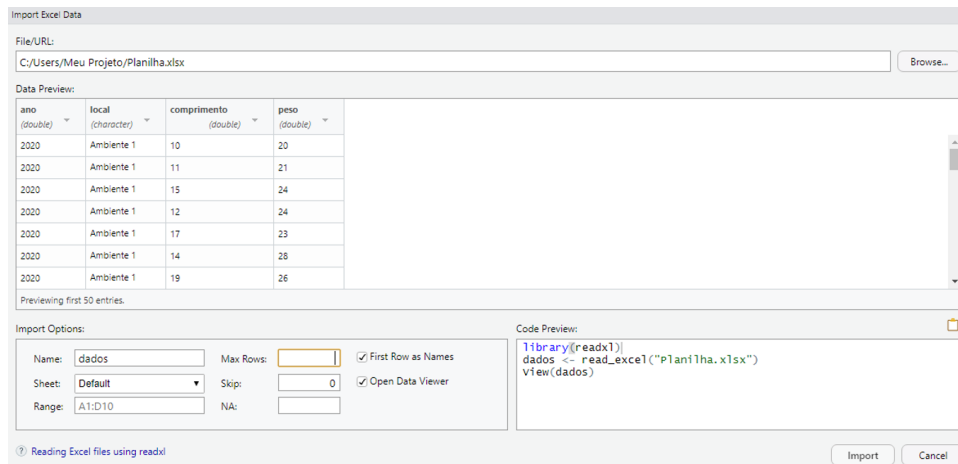 Import Excel Data
File/URL:
C:/Users/Meu Projeto/Planilha.xlsx
Browse...
Data Preview:
ano local comprimento peso
(double) (character) (double) (double)
2020 Ambiente 1 10 20
2020 Ambiente 1 11 21
2020 Ambiente 1 15 24
2020 Ambiente 1 12 24
2020 Ambiente 1 17 23
2020 Ambiente 1 14 28
2020 Ambiente 1 19 26
Previewing first 50 entries.
Import Options:
Name: dados Max Rows: First Row as Names
Sheet: Default Skip: 0 Open Data Viewer
Range: A1:D10 NA:
Code Preview:
library(readxl)
dados <- read_excel("Planilha.xlsx")
View(dados)
? Reading Excel files using readxl
Import Cancel